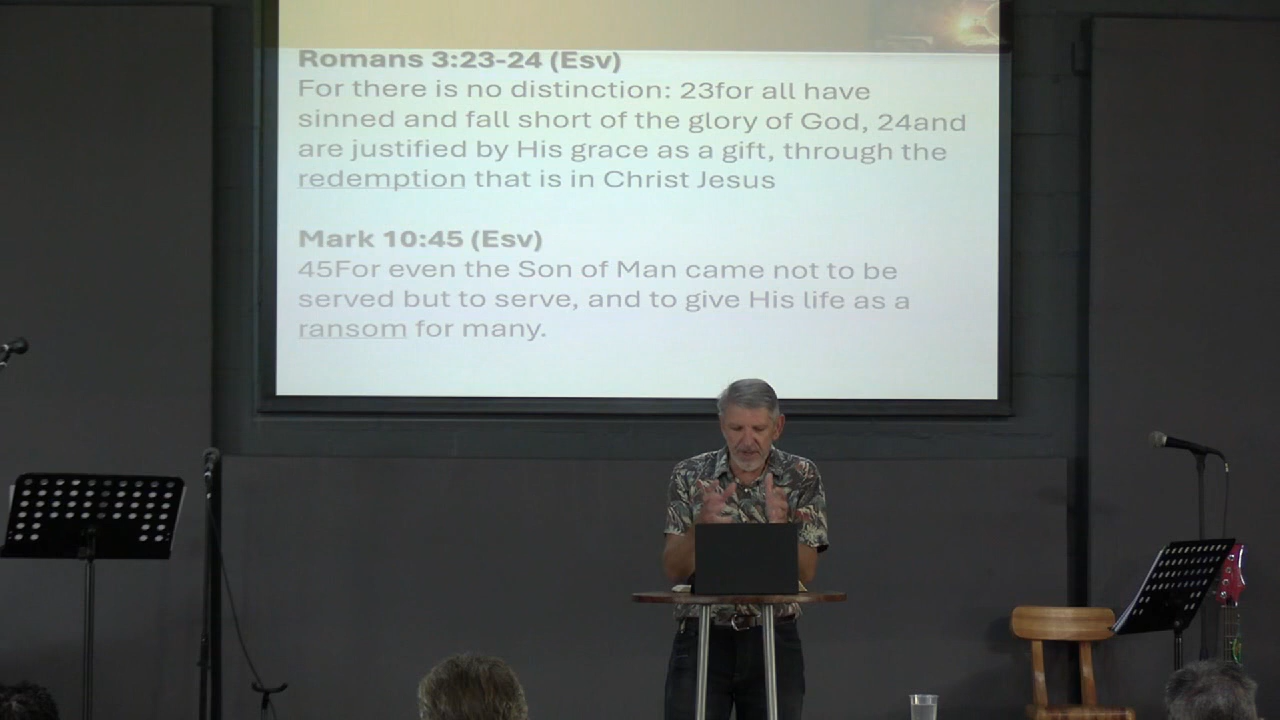 Romans 3:23-24 (Esv)
For there is no distinction: 23for all have
sinned and fall short of the glory of God, 24and
are justified by His grace as a gift, through the
redemption that is in Christ Jesus
Mark 10:45 (Esv)
45For even the Son of Man came not to be
served but to serve, and to give His life as a
ransom for many.